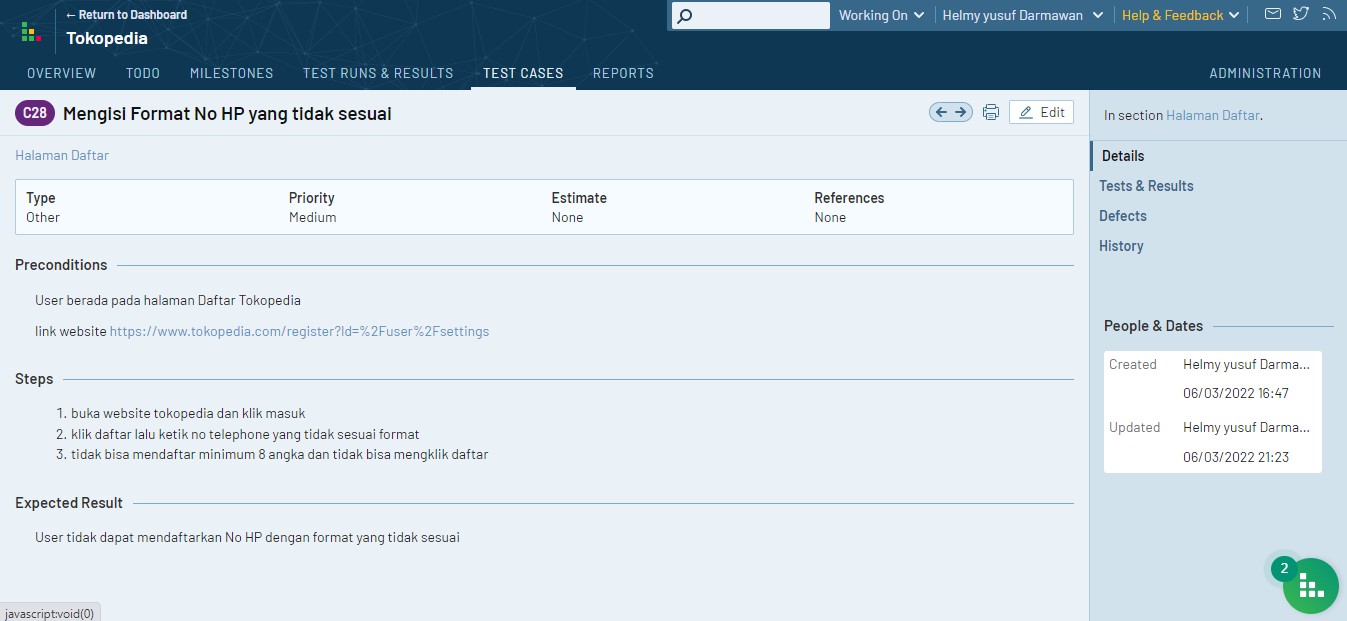 ← Return to Dashboard
Tokopedia
Working On
Helmy yusuf Darmawan
Help & Feedback
OVERVIEW
TODO
MILESTONES
TEST RUNS & RESULTS
TEST CASES
REPORTS
ADMINISTRATION
C28 Mengisi Format No HP yang tidak sesuai
Edit
Halaman Daftar
Type Priority Estimate References
Other Medium None None
Preconditions
User berada pada halaman Daftar Tokopedia
link website https://www.tokopedia.com/register?ld=%2Fuser%2Fsettings
Steps
1. buka website tokopedia dan klik masuk
2. klik daftar lalu ketik no telephone yang tidak sesuai format
3. tidak bisa mendaftar minimum 8 angka dan tidak bisa mengklik daftar
Expected Result
User tidak dapat mendaftarkan No HP dengan format yang tidak sesuai
In section Halaman Daftar.
Details
Tests & Results
Defects
History
People & Dates
Created Helmy yusuf Darma...
06/03/2022 16:47
Updated Helmy yusuf Darma...
06/03/2022 21:23
2
javascript:void(0)